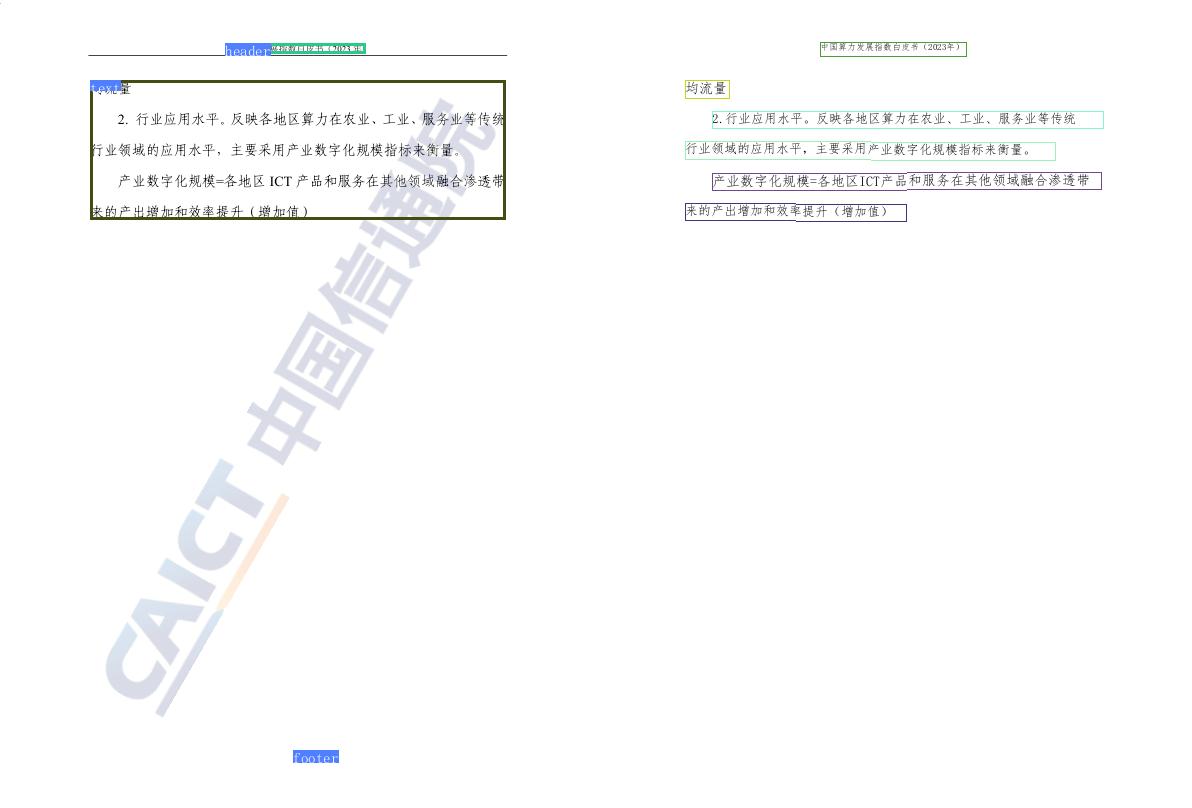 header 指数白皮书（2023 年
text
量
2. 行业应用水平。反映各地区算力在农业、工业、服务业等传统
行业领域的应用水平，主要采用产业数字化规模指标来衡量。
产业数字化规模=各地区 ICT 产品和服务在其他领域融合渗透带
来的产出增加和效率提升（增加值）
CAICT 中国信通院
footer
中国算力发展指数白皮书（2023年）
均流量
2.行业应用水平。反映各地区算力在农业、工业、服务业等传统
行业领域的应用水平，主要采用产业数字化规模指标来衡量。
产业数字化规模=各地区ICT产品和服务在其他领域融合渗透带
来的产出增加和效率提升（增加值）